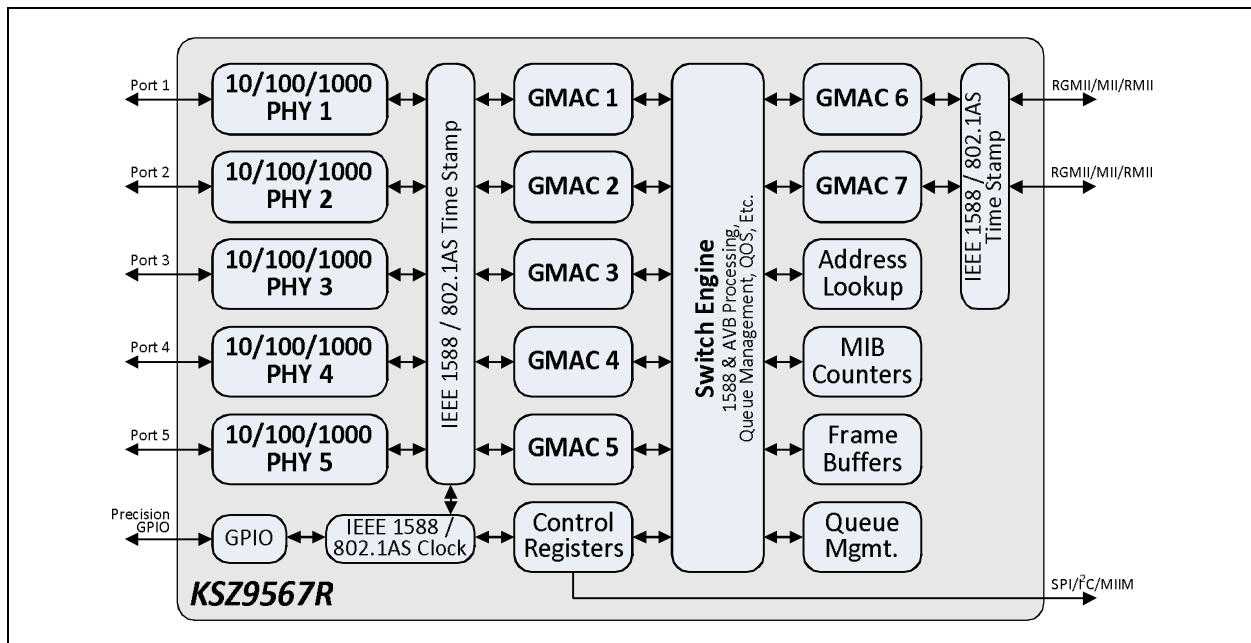 Port 1
10/100/1000
PHY 1
GMAC 1
GMAC 6
RGMII/MII/RMII
Port 2
10/100/1000
PHY 2
GMAC 2
GMAC 7
RGMII/MII/RMII
Port 3
10/100/1000
PHY 3
GMAC 3
Address
Lookup
Port 4
10/100/1000
PHY 4
GMAC 4
MIB
Counters
Port 5
10/100/1000
PHY 5
GMAC 5
Frame
Buffers
IEEE 1588 / 802.1AS Time Stamp
Switch Engine
1588 & AVB Processing,
Queue Management, QOS, Etc.
IEEE 1588 / 802.1AS
Time Stamp
Precision
GPIO
GPIO
IEEE 1588 /
802.1AS Clock
Control
Registers
Queue
Mgmt.
KSZ9567R
SPI/I²C/MIIM